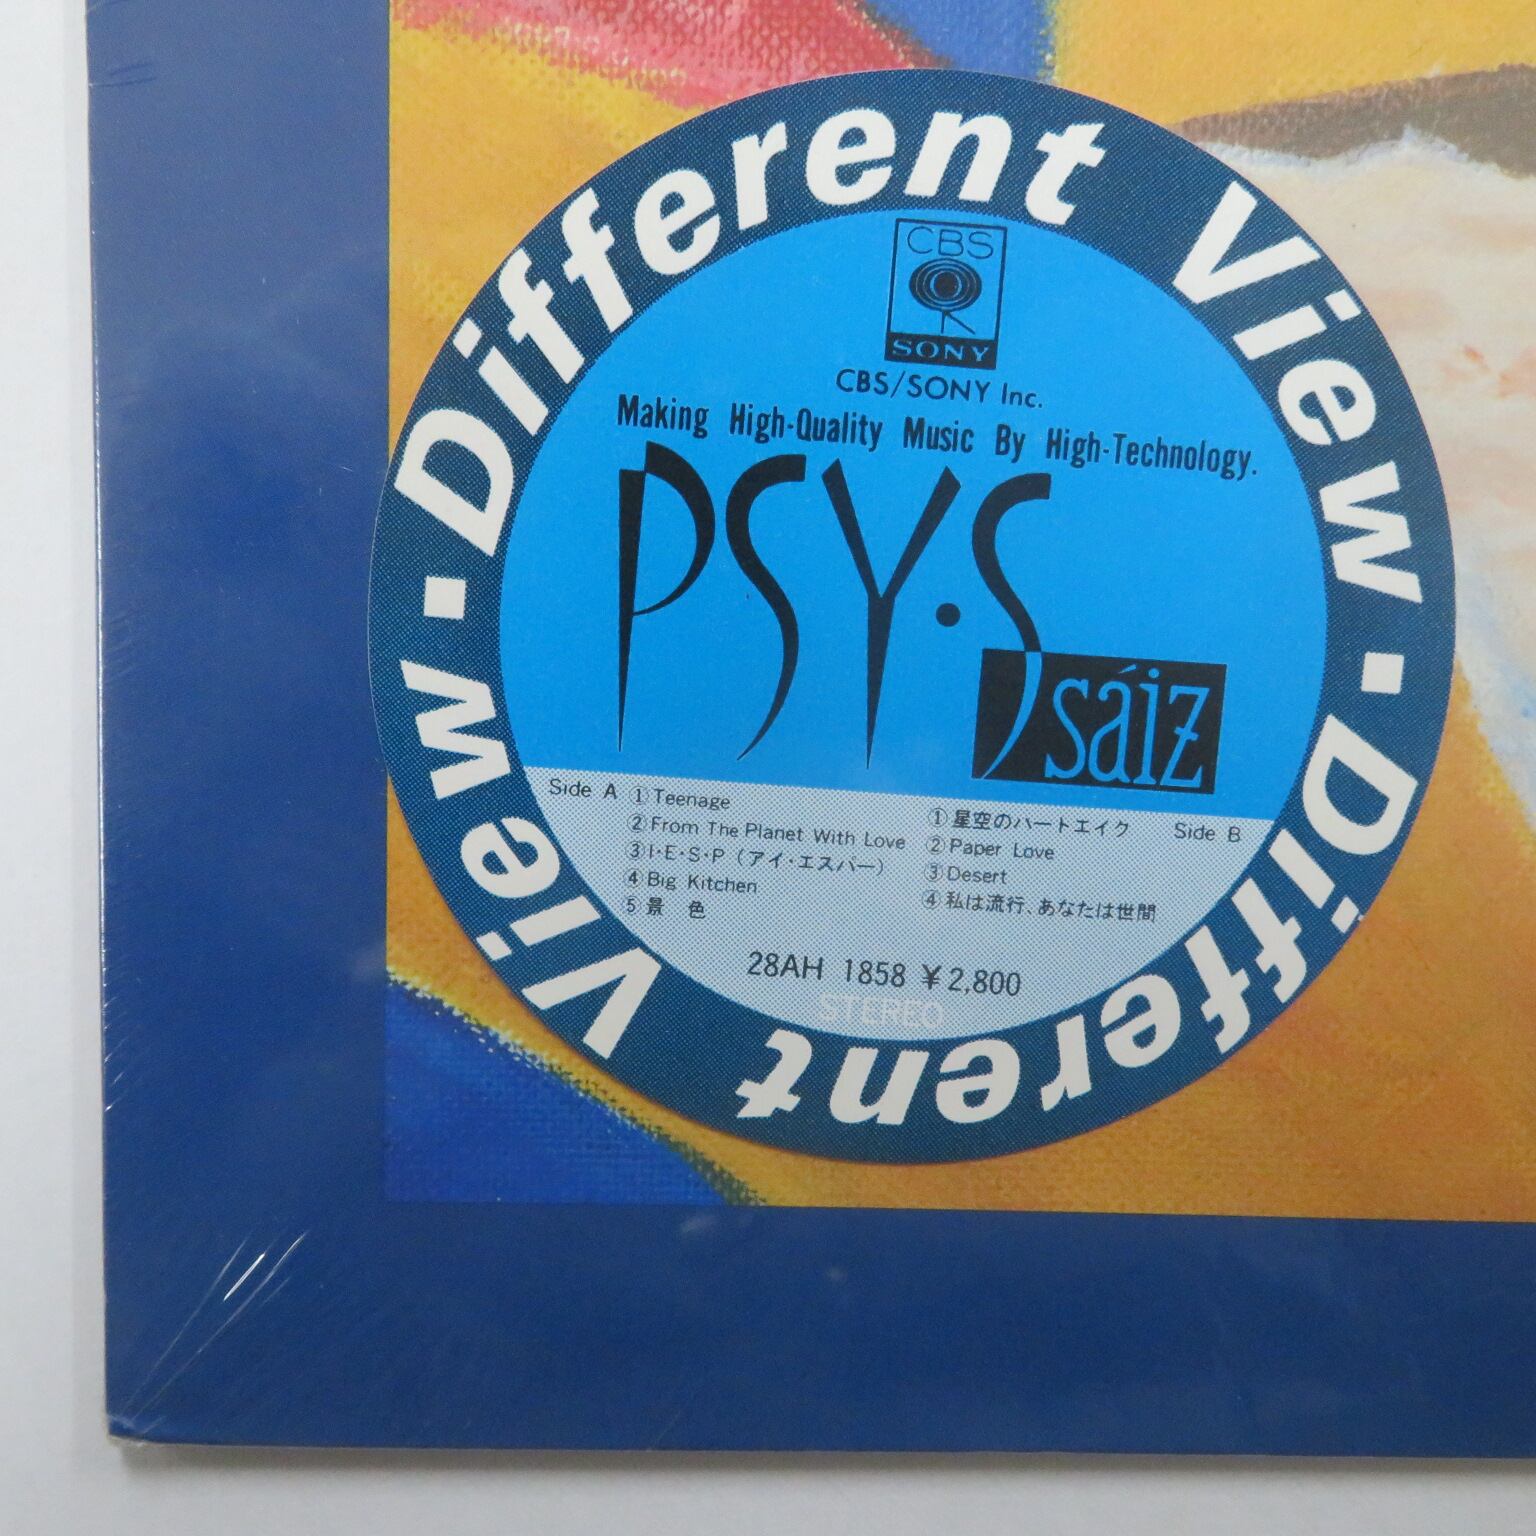 Different View · Different View ·
CBS
SONY
CBS/SONY Inc.
Making High-Quality Music By High-Technology.
PSY·S
sáiz
Side A ①Teenage
②From The Planet With Love
③I·E·S·P (アイ・エスパー)
④Big Kitchen
5 景 色
①星空のハートエイク Side B
②Paper Love
③Desert
④私は流行、あなたは世間
28AH 1858 ¥2,800
STEREO